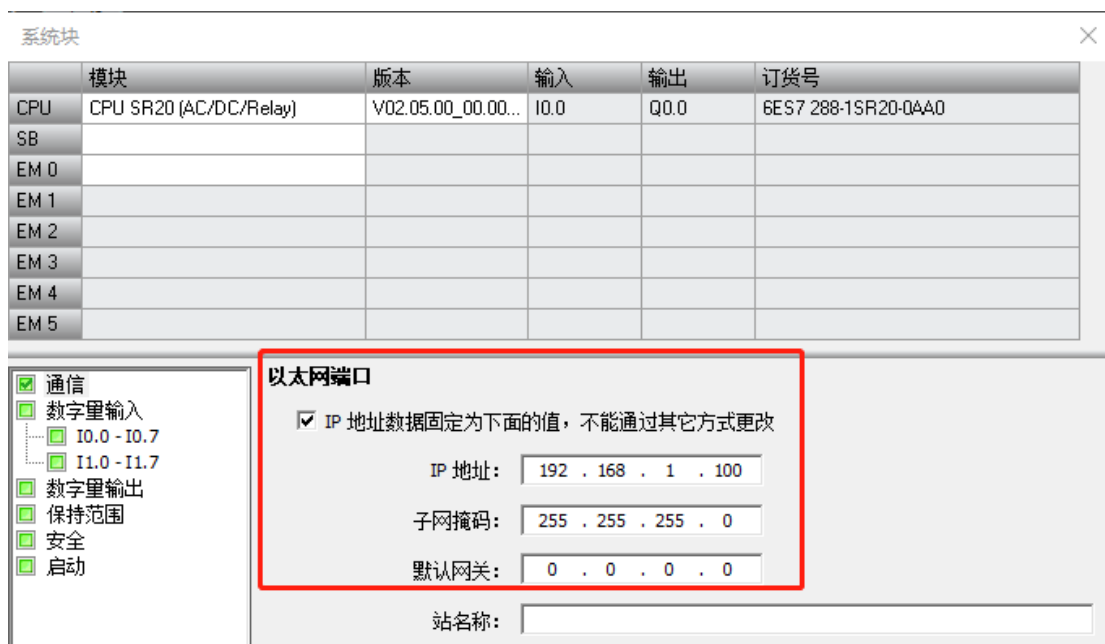 系统块
模块 版本 输入 输出 订货号
CPU CPU SR20 (AC/DC/Relay) V02.05.00_00.00... I0.0 Q0.0 6ES7 288-1SR20-0AA0
SB
EM 0
EM 1
EM 2
EM 3
EM 4
EM 5
通信
数字量输入
I0.0 - I0.7
I1.0 - I1.7
数字量输出
保持范围
安全
启动
以太网端口
IP 地址数据固定为下面的值，不能通过其它方式更改
IP 地址： 192 . 168 . 1 . 100
子网掩码： 255 . 255 . 255 . 0
默认网关： 0 . 0 . 0 . 0
站名称：